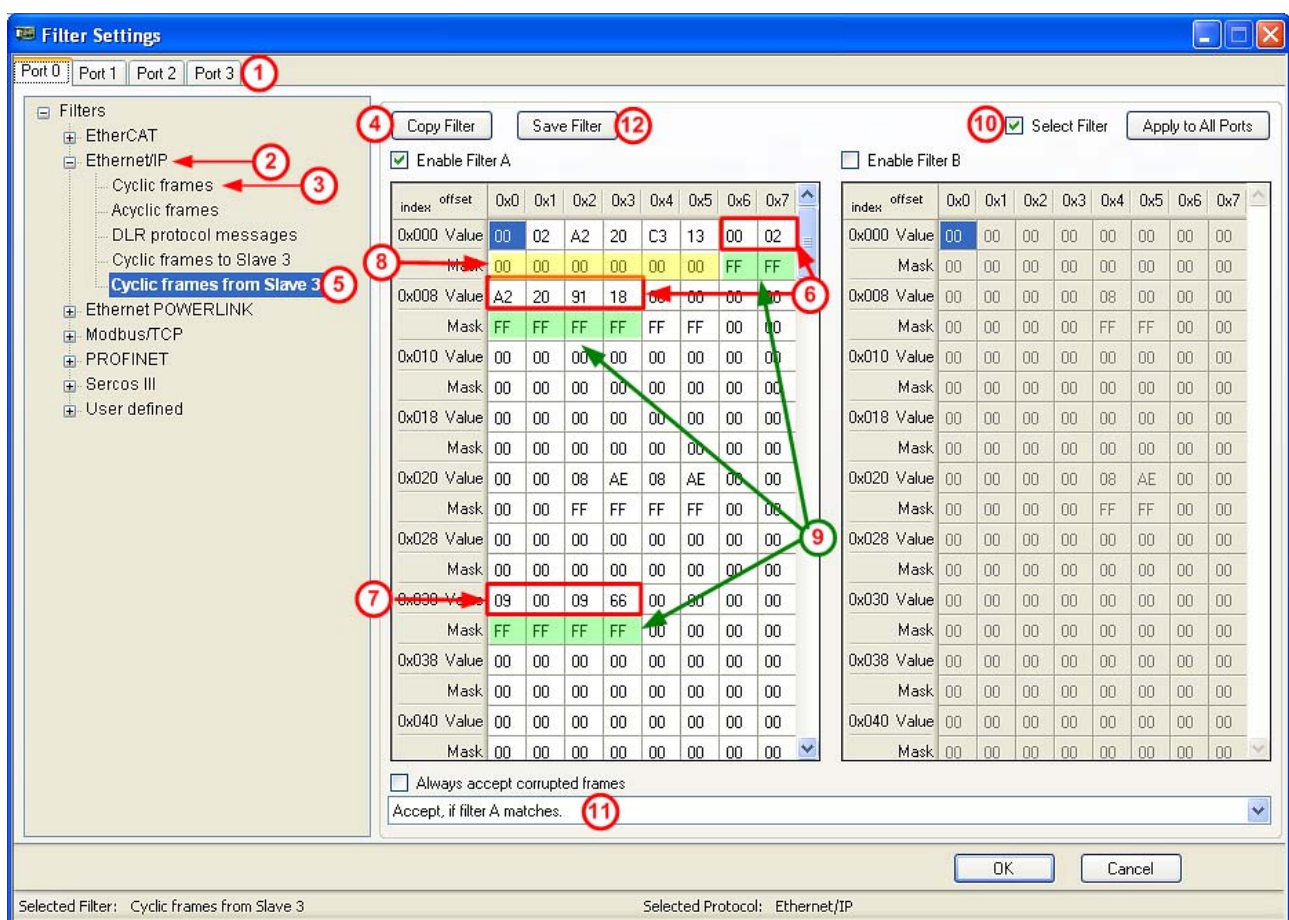 Filter Settings
Port 0 Port 1 Port 2 Port 3 1
Filters
EtherCAT
Ethernet/IP 2
Cyclic frames 3
Acyclic frames
DLR protocol messages
Cyclic frames to Slave 3
Cyclic frames from Slave 3 5
Ethernet POWERLINK
Modbus/TCP
PROFINET
Sercos III
User defined
4 Copy Filter Save Filter 12 10 Select Filter Apply to All Ports
Enable Filter A
index offset 0x0 0x1 0x2 0x3 0x4 0x5 0x6 0x7
0x000 Value 00 02 A2 20 C3 13 00 02
8 Mask 00 00 00 00 00 00 FF FF
0x008 Value A2 20 91 18 00 00 00 6
Mask FF FF FF FF FF FF 00 00
0x010 Value 00 00 00 00 00 00 00 00
Mask 00 00 00 00 00 00 00 00
0x018 Value 00 00 00 00 00 00 00 00
Mask 00 00 00 00 00 00 00 00
0x020 Value 00 00 08 AE 08 AE 00 00
Mask 00 00 FF FF FF FF 00 00
0x028 Value 00 00 00 00 00 00 00 00 9
Mask 00 00 00 00 00 00 00 00
7 0x030 Value 09 00 09 66 00 00 00 00
Mask FF FF FF FF 00 00 00 00
0x038 Value 00 00 00 00 00 00 00 00
Mask 00 00 00 00 00 00 00 00
0x040 Value 00 00 00 00 00 00 00 00
Mask 00 00 00 00 00 00 00 00
Enable Filter B
index offset 0x0 0x1 0x2 0x3 0x4 0x5 0x6 0x7
0x000 Value 00 00 00 00 00 00 00 00
Mask 00 00 00 00 00 00 00 00
0x008 Value 00 00 00 00 08 00 00 00
Mask 00 00 00 00 FF FF 00 00
0x010 Value 00 00 00 00 00 00 00 00
Mask 00 00 00 00 00 00 00 00
0x018 Value 00 00 00 00 00 00 00 00
Mask 00 00 00 00 00 00 00 00
0x020 Value 00 00 00 00 08 AE 00 00
Mask 00 00 00 00 FF FF 00 00
0x028 Value 00 00 00 00 00 00 00 00
Mask 00 00 00 00 00 00 00 00
0x030 Value 00 00 00 00 00 00 00 00
Mask 00 00 00 00 00 00 00 00
0x038 Value 00 00 00 00 00 00 00 00
Mask 00 00 00 00 00 00 00 00
0x040 Value 00 00 00 00 00 00 00 00
Mask 00 00 00 00 00 00 00 00
Always accept corrupted frames
Accept, if filter A matches. 11
OK Cancel
Selected Filter: Cyclic frames from Slave 3 Selected Protocol: Ethernet/IP